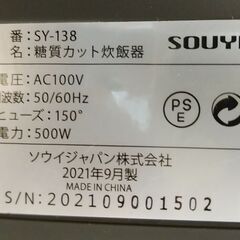 番：SY-138
SOUY
名：糖質カット炊飯器
電圧：AC100V
周波数：50/60Hz
PS
E
ヒューズ：150°
電力：500W
ソウイジャパン株式会社
2021年9月製
MADE IN CHINA
S/N：202109001502